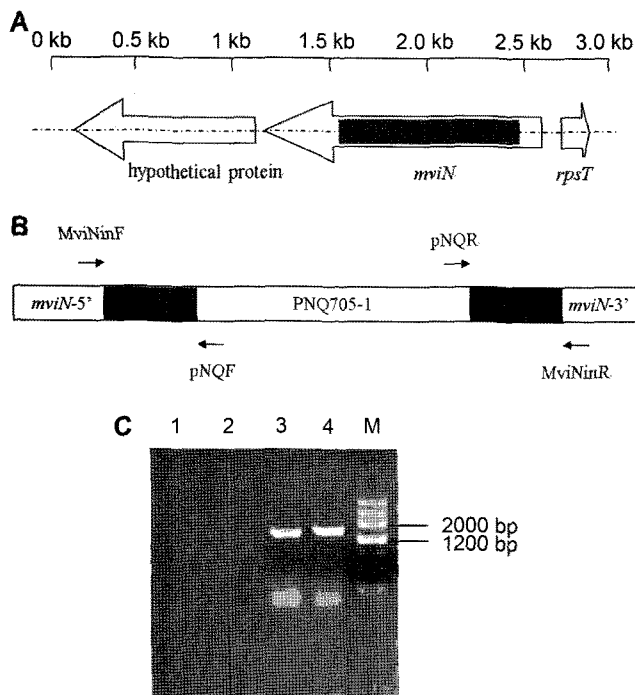 A
0 kb 0.5 kb 1 kb 1.5 kb 2.0 kb 2.5 kb 3.0 kb
hypothetical protein mviN rpsT
B
MviNinF pNQR
mviN-5' PNQ705-1 mviN-3'
pNQF MviNinR
C 1 2 3 4 M
2000 bp
1200 bp